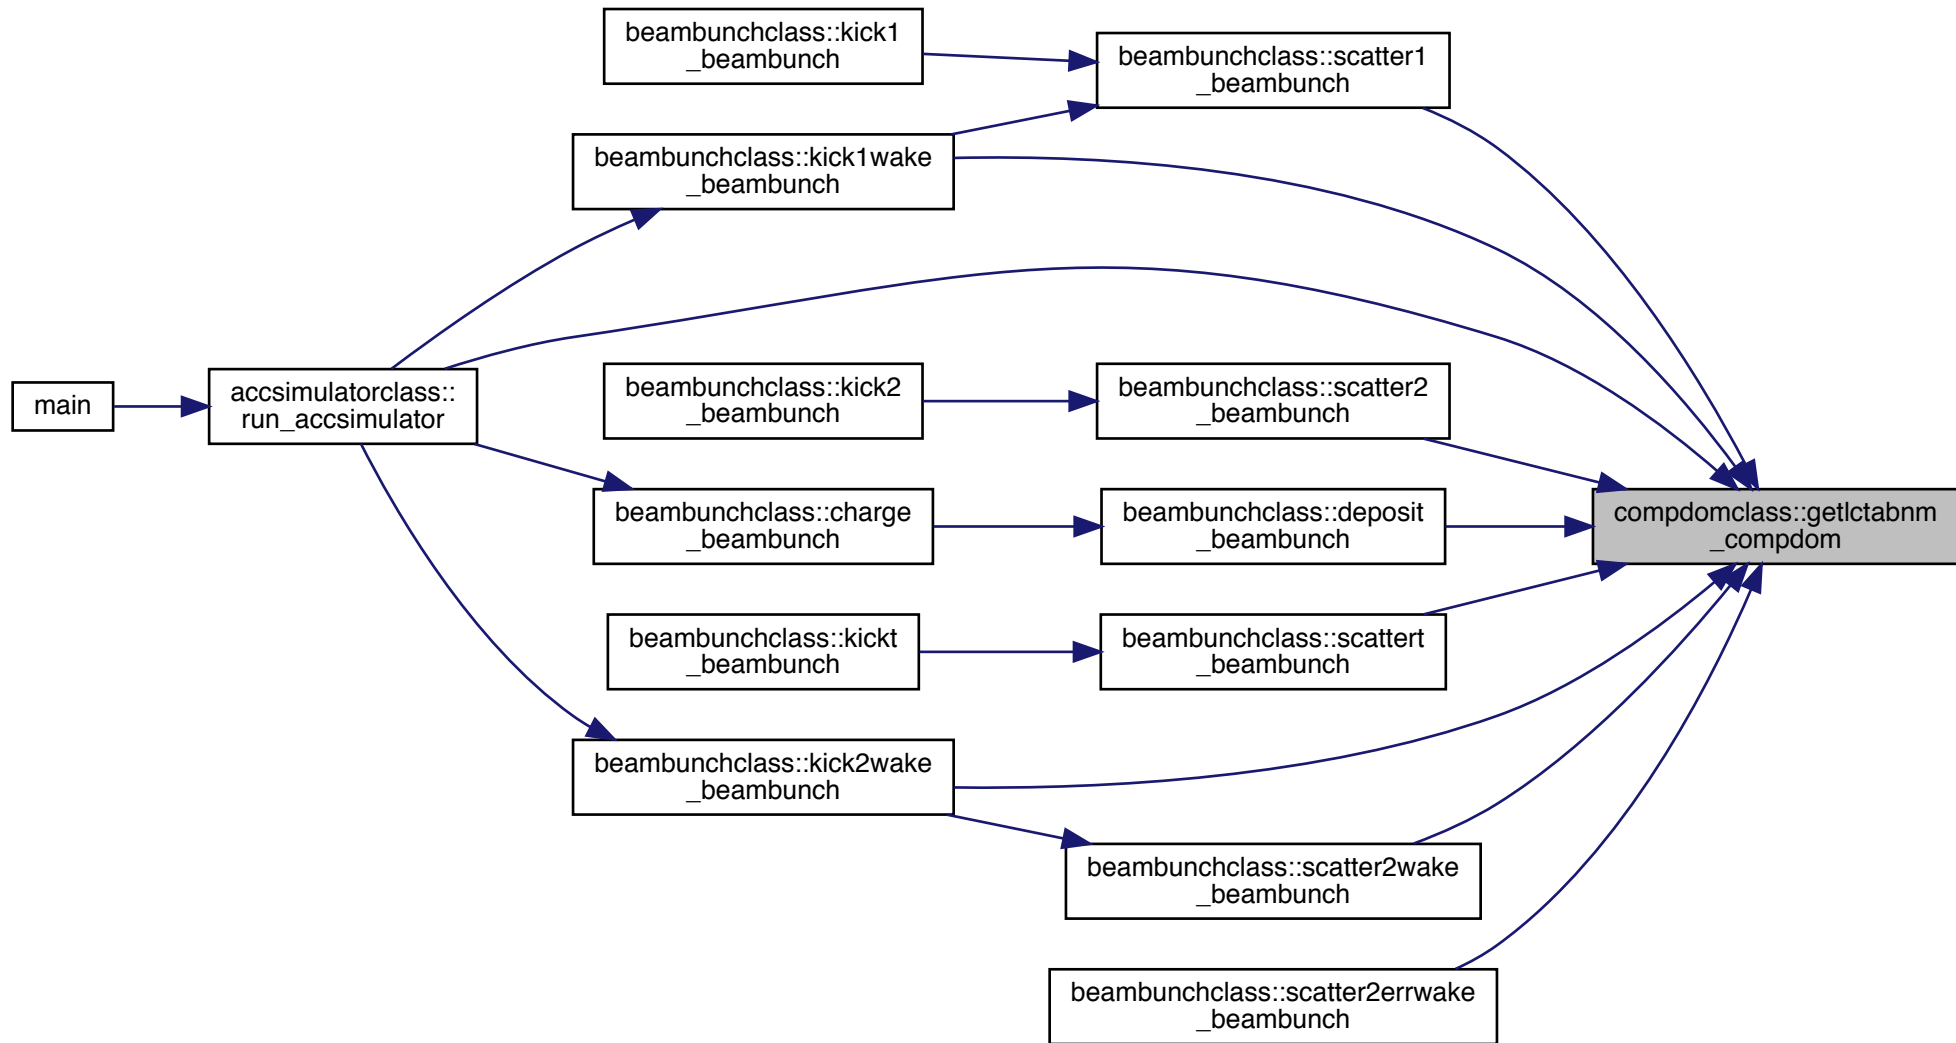 beambunchclass::kick1
_beambunch
beambunchclass::scatter1
_beambunch
beambunchclass::kick1wake
_beambunch
main
accsimulatorclass::
run_accsimulator
beambunchclass::kick2
_beambunch
beambunchclass::scatter2
_beambunch
beambunchclass::charge
_beambunch
beambunchclass::deposit
_beambunch
compdomclass::getlctabnm
_compdom
beambunchclass::kickt
_beambunch
beambunchclass::scattert
_beambunch
beambunchclass::kick2wake
_beambunch
beambunchclass::scatter2wake
_beambunch
beambunchclass::scatter2errwake
_beambunch